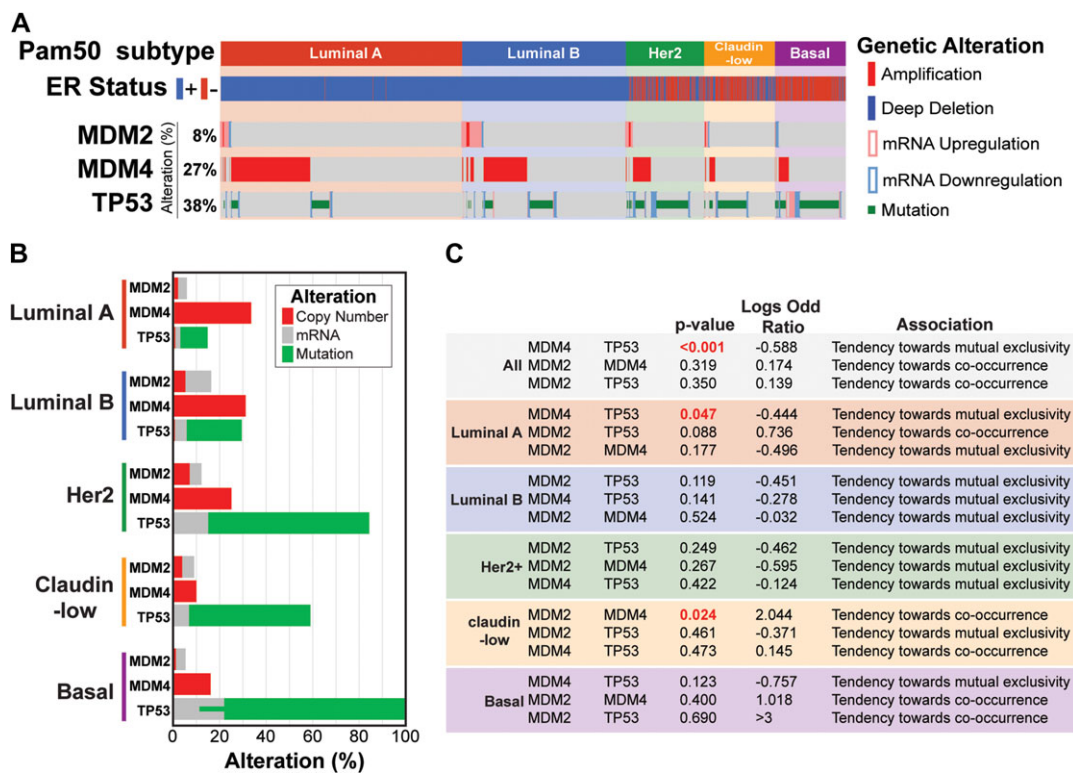 A
Pam50 subtype
Luminal A
Luminal B
Her2
Claudin
-low
Basal
ER Status + -
MDM2 8%
MDM4 27%
TP53 38%
Alteration (%)
Genetic Alteration
Amplification
Deep Deletion
mRNA Upregulation
mRNA Downregulation
Mutation
B
Luminal A
MDM2
MDM4
TP53
Luminal B
MDM2
MDM4
TP53
Her2
MDM2
MDM4
TP53
Claudin
-low
MDM2
MDM4
TP53
Basal
MDM2
MDM4
TP53
0 20 40 60 80 100
Alteration (%)
Alteration
Copy Number
mRNA
Mutation
C
p-value Logs Odd Ratio Association
All
MDM4 TP53 <0.001 -0.588 Tendency towards mutual exclusivity
MDM2 MDM4 0.319 0.174 Tendency towards co-occurrence
MDM2 TP53 0.350 0.139 Tendency towards co-occurrence
Luminal A
MDM4 TP53 0.047 -0.444 Tendency towards mutual exclusivity
MDM2 TP53 0.088 0.736 Tendency towards co-occurrence
MDM2 MDM4 0.177 -0.496 Tendency towards mutual exclusivity
Luminal B
MDM2 TP53 0.119 -0.451 Tendency towards mutual exclusivity
MDM4 TP53 0.141 -0.278 Tendency towards mutual exclusivity
MDM2 MDM4 0.524 -0.032 Tendency towards mutual exclusivity
Her2+
MDM2 TP53 0.249 -0.462 Tendency towards mutual exclusivity
MDM2 MDM4 0.267 -0.595 Tendency towards mutual exclusivity
MDM4 TP53 0.422 -0.124 Tendency towards mutual exclusivity
claudin
-low
MDM2 MDM4 0.024 2.044 Tendency towards co-occurrence
MDM2 TP53 0.461 -0.371 Tendency towards mutual exclusivity
MDM4 TP53 0.473 0.145 Tendency towards co-occurrence
Basal
MDM4 TP53 0.123 -0.757 Tendency towards mutual exclusivity
MDM2 MDM4 0.400 1.018 Tendency towards co-occurrence
MDM2 TP53 0.690 >3 Tendency towards co-occurrence